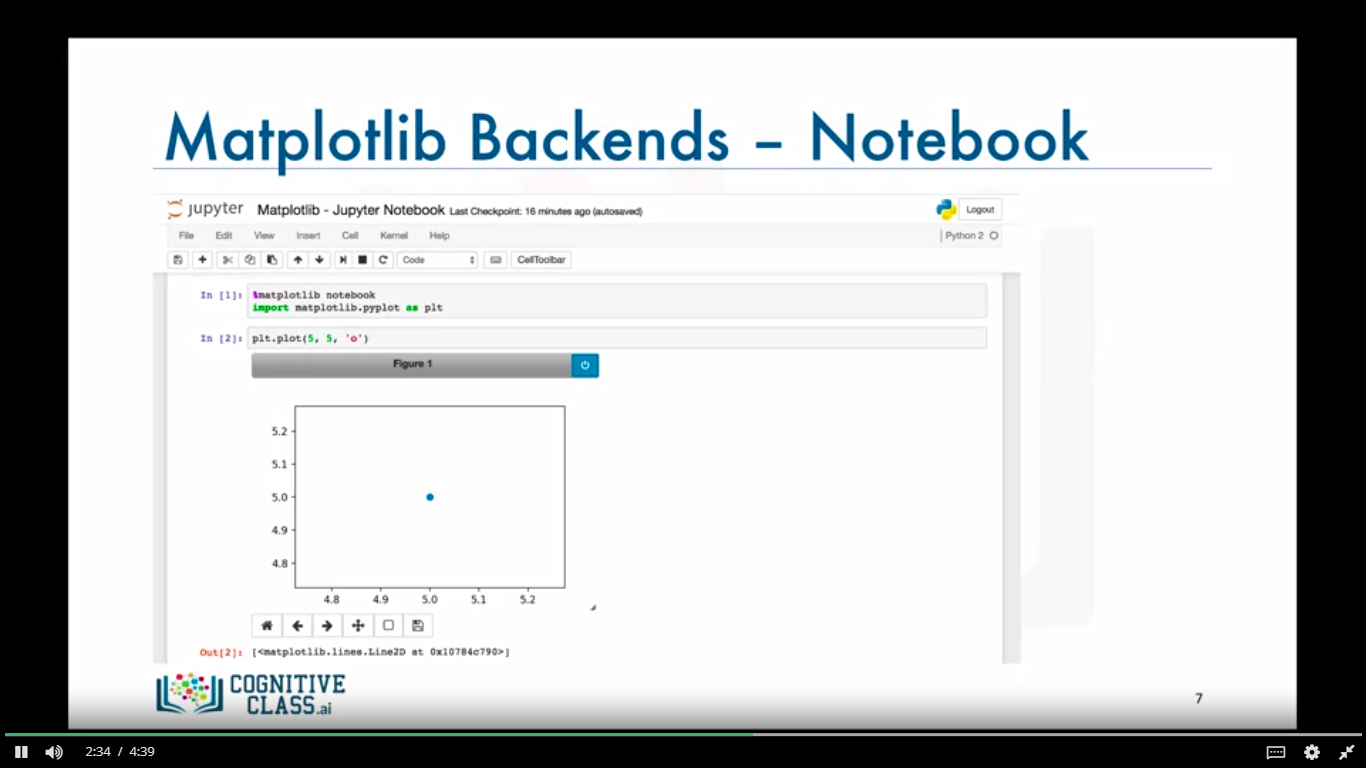 Matplotlib Backends – Notebook
jupyter Matplotlib - Jupyter Notebook Last Checkpoint: 16 minutes ago (autosaved) Logout
File Edit View Insert Cell Kernel Help Python 2
Code CellToolbar
In [1]: %matplotlib notebook
import matplotlib.pyplot as plt
In [2]: plt.plot(5, 5, 'o')
Figure 1
5.2
5.1
5.0
4.9
4.8
4.8 4.9 5.0 5.1 5.2
Out[2]: [<matplotlib.lines.Line2D at 0x10784c790>]
COGNITIVE
CLASS.ai
7
2:34 / 4:39